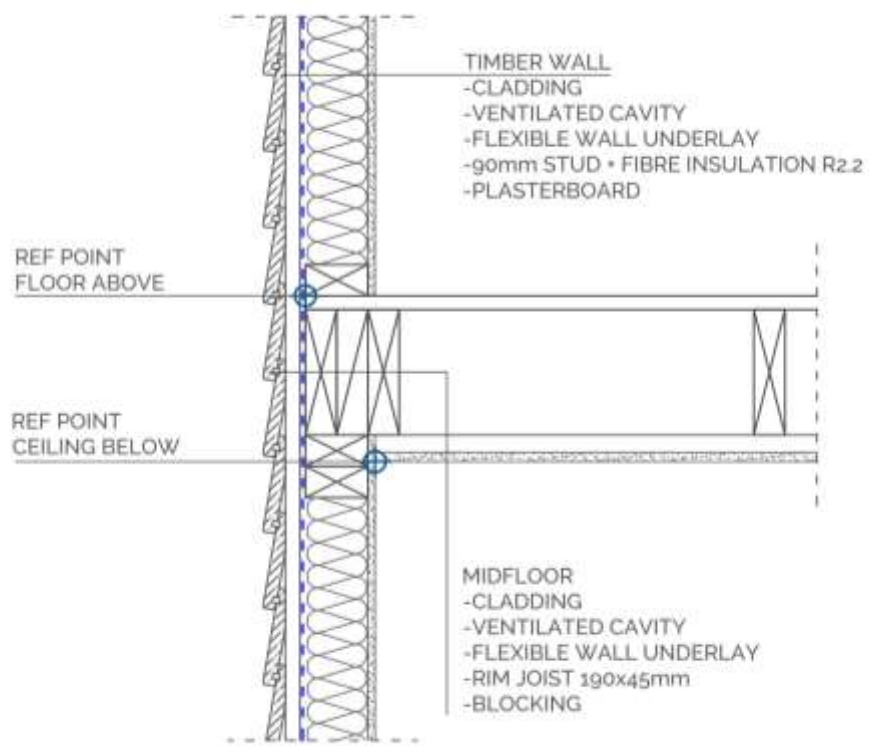 TIMBER WALL
-CLADDING
-VENTILATED CAVITY
-FLEXIBLE WALL UNDERLAY
-90mm STUD + FIBRE INSULATION R2.2
-PLASTERBOARD
REF POINT
FLOOR ABOVE
REF POINT
CEILING BELOW
MIDFLOOR
-CLADDING
-VENTILATED CAVITY
-FLEXIBLE WALL UNDERLAY
-RIM JOIST 190x45mm
-BLOCKING